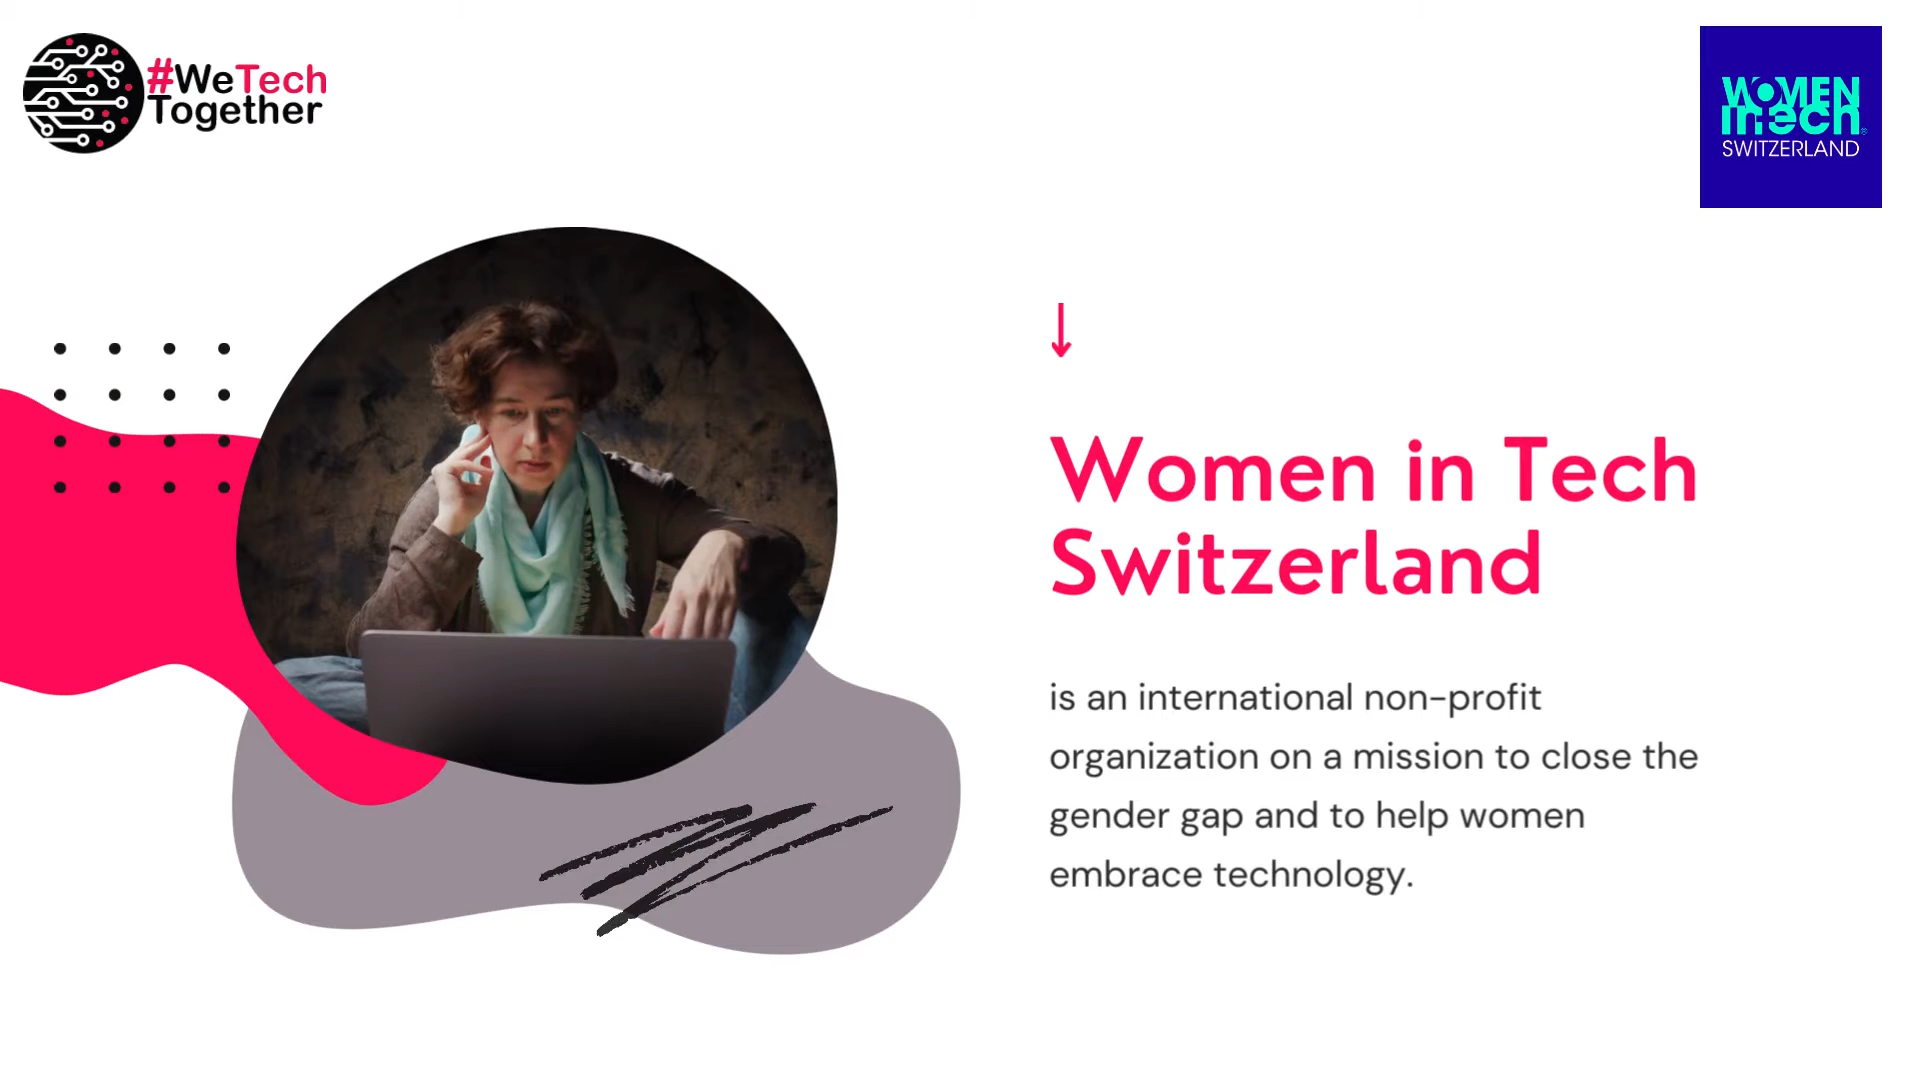 #WeTech
Together
WOMEN
in tech®
SWITZERLAND
Women in Tech
Switzerland
is an international non-profit
organization on a mission to close the
gender gap and to help women
embrace technology.